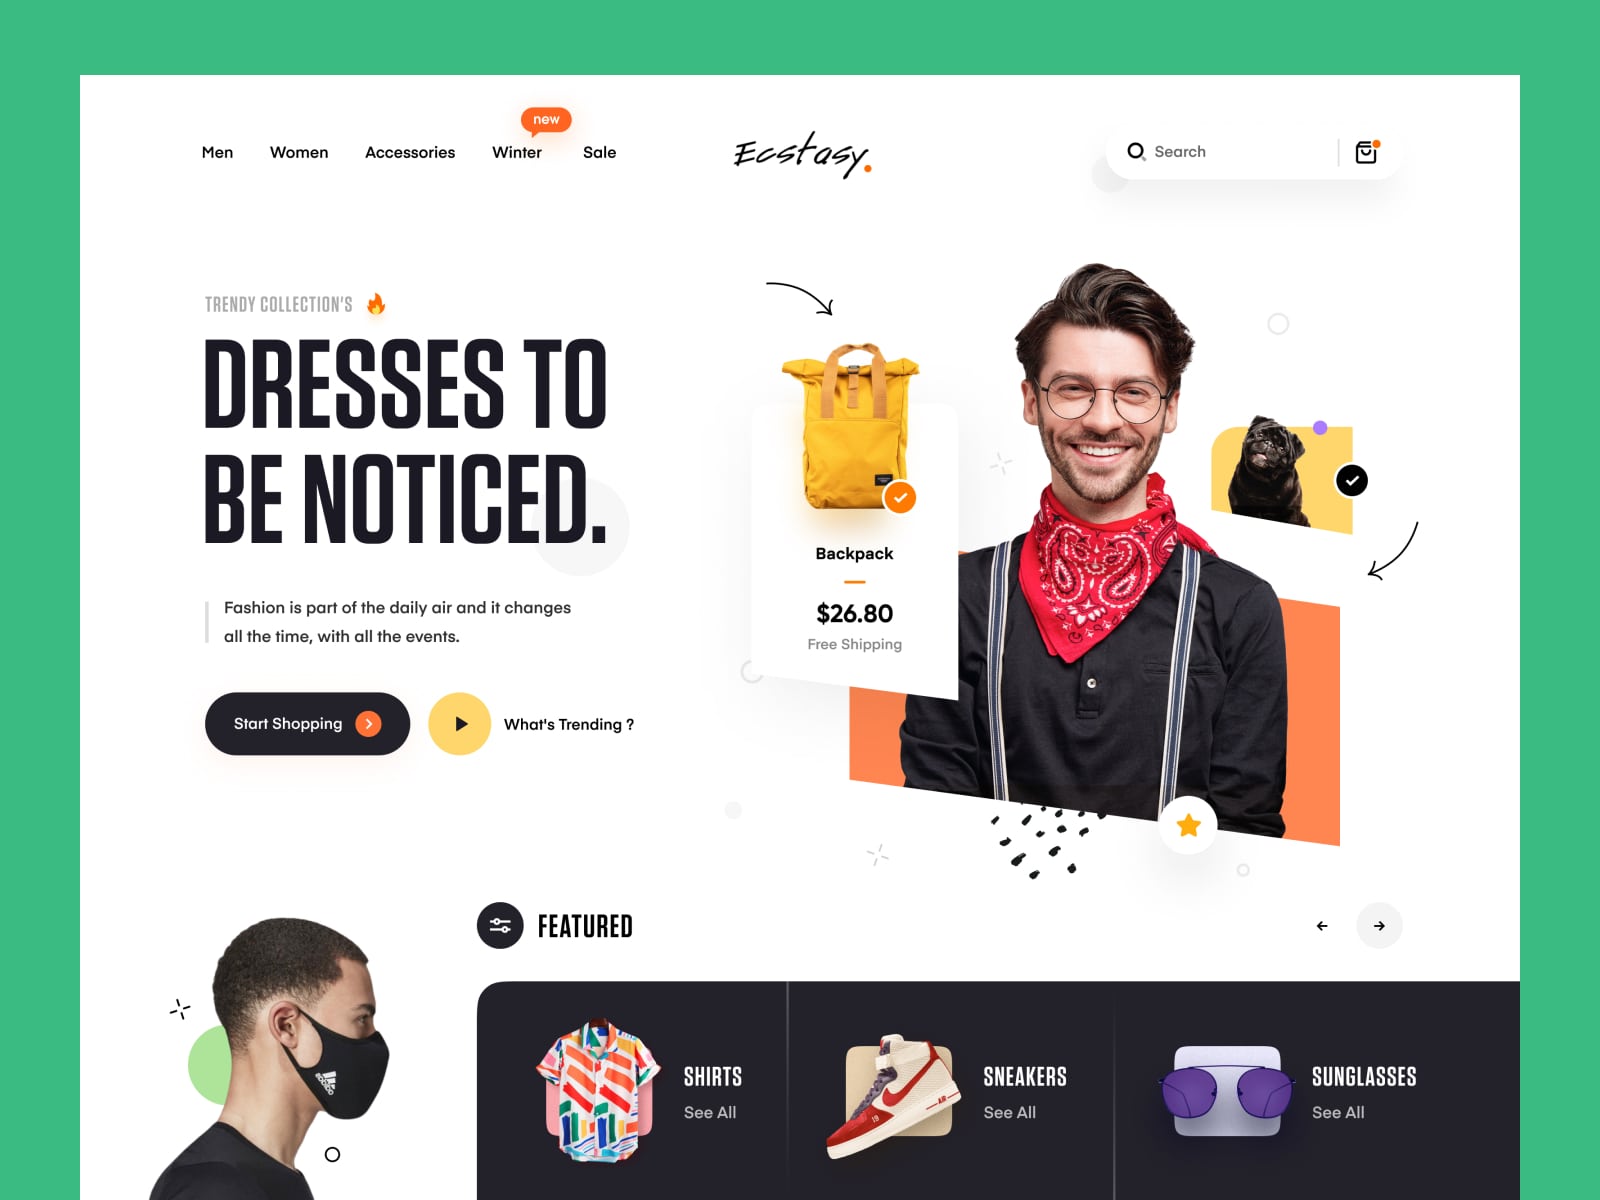 new
Men Women Accessories Winter Sale
Ecstasy.
Search
TRENDY COLLECTION'S
DRESSES TO
BE NOTICED.
Fashion is part of the daily air and it changes
all the time, with all the events.
Start Shopping
What's Trending ?
Backpack
$26.80
Free Shipping
FEATURED
adidas
SHIRTS
See All
SNEAKERS
See All
AIR
SUNGLASSES
See All